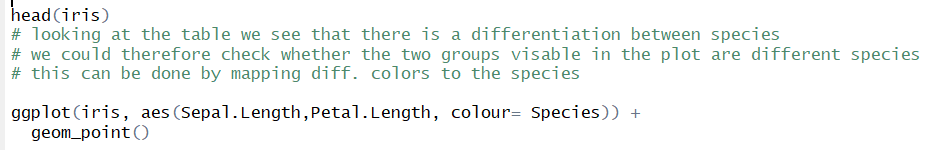 head(iris)
# looking at the table we see that there is a differentiation between species
# we could therefore check whether the two groups visable in the plot are different species
# this can be done by mapping diff. colors to the species
ggplot(iris, aes(Sepal.Length,Petal.Length, colour= Species)) +
  geom_point()